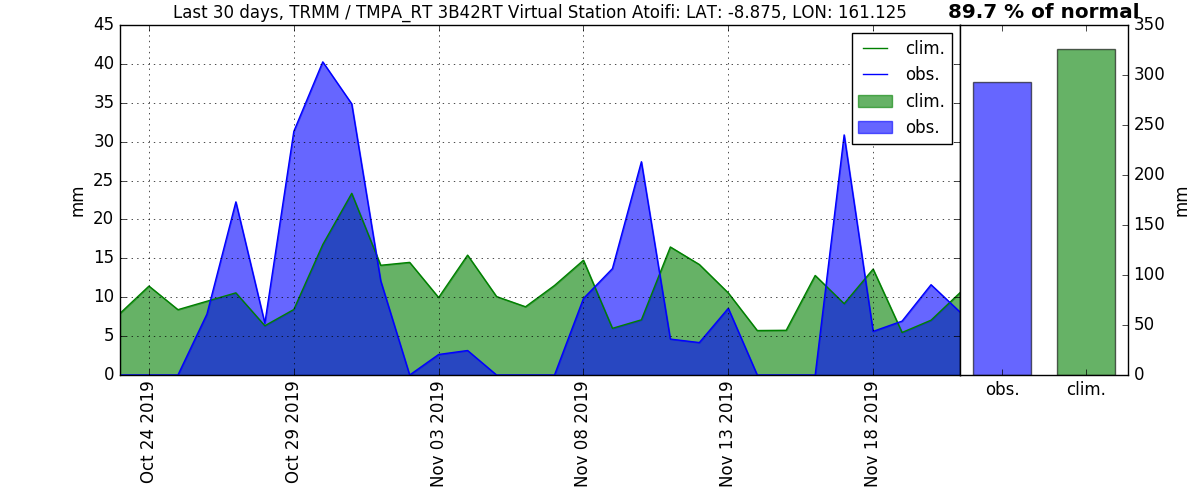 Last 30 days, TRMM / TMPA_RT 3B42RT Virtual Station Atoifi: LAT: -8.875, LON: 161.125
89.7 % of normal
45
40
35
30
25
20
15
10
5
0
mm
clim.
obs.
clim.
obs.
350
300
250
200
150
100
50
0
mm
obs.
clim.
Oct 24 2019
Oct 29 2019
Nov 03 2019
Nov 08 2019
Nov 13 2019
Nov 18 2019